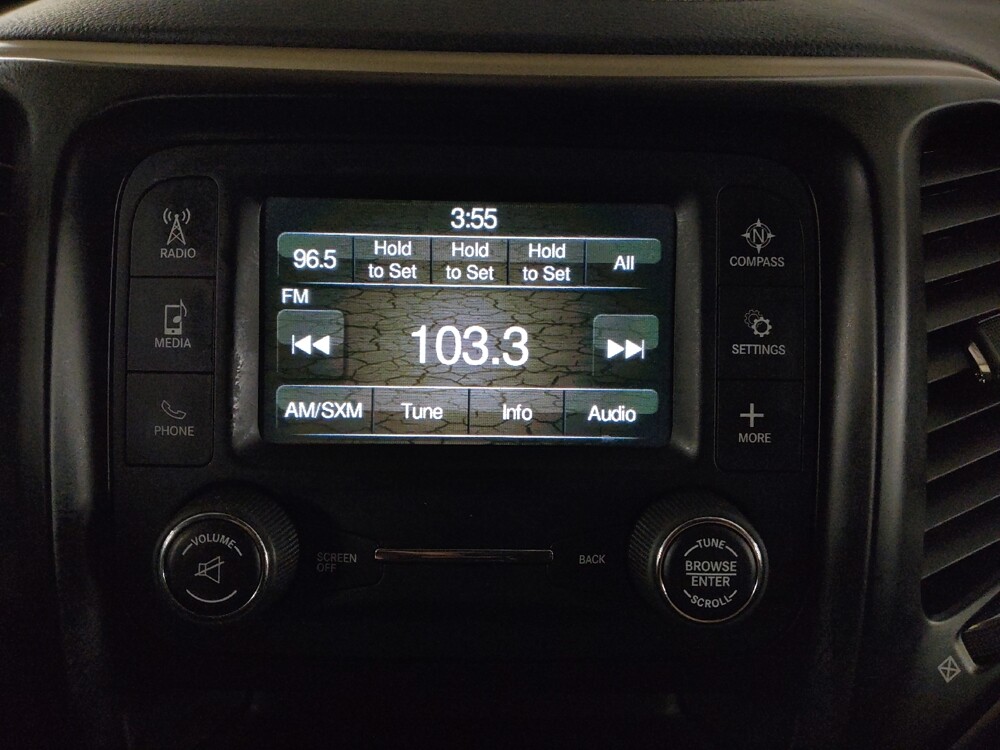 3:55
96.5 Hold to Set Hold to Set Hold to Set All
FM
103.3
AM/SXM Tune Info Audio
RADIO
MEDIA
PHONE
N
COMPASS
SETTINGS
MORE
VOLUME
SCREEN OFF
BACK
TUNE
BROWSE
ENTER
SCROLL